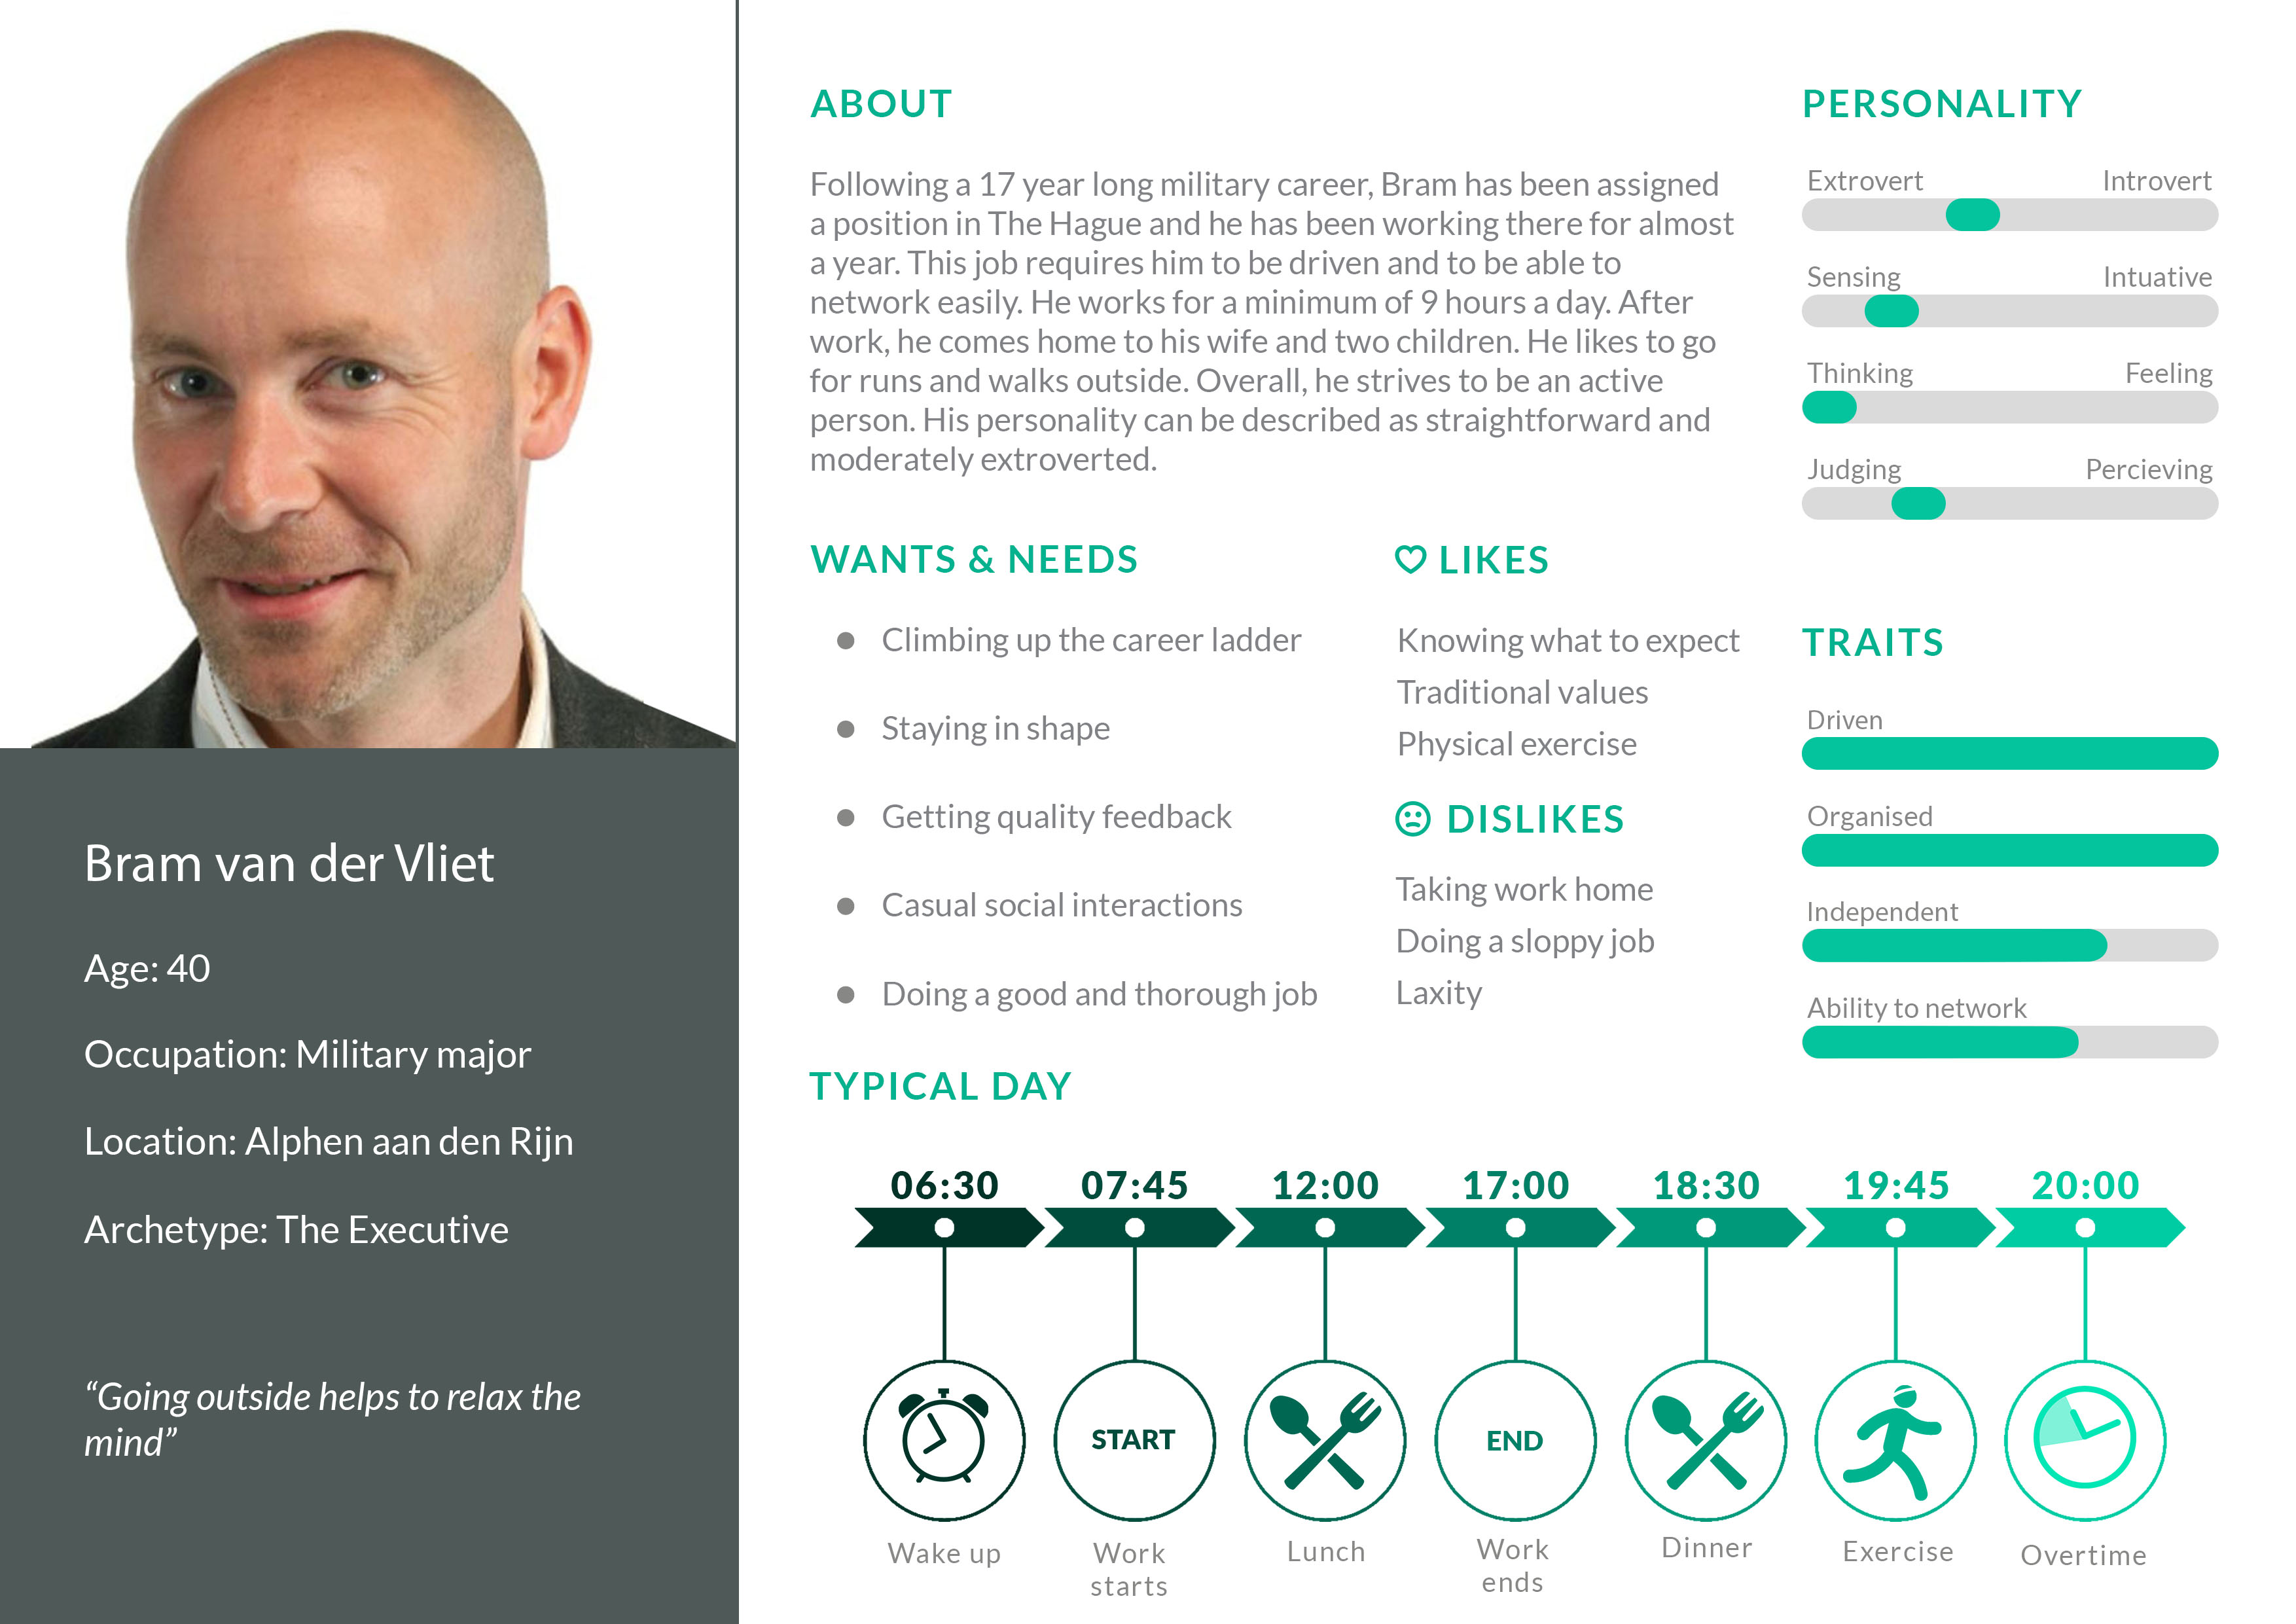 Bram van der Vliet
Age: 40
Occupation: Military major
Location: Alphen aan den Rijn
Archetype: The Executive
“Going outside helps to relax the
mind”
ABOUT
Following a 17 year long military career, Bram has been assigned
a position in The Hague and he has been working there for almost
a year. This job requires him to be driven and to be able to
network easily. He works for a minimum of 9 hours a day. After
work, he comes home to his wife and two children. He likes to go
for runs and walks outside. Overall, he strives to be an active
person. His personality can be described as straightforward and
moderately extroverted.
WANTS & NEEDS
Climbing up the career ladder
Staying in shape
Getting quality feedback
Casual social interactions
Doing a good and thorough job
LIKES
Knowing what to expect
Traditional values
Physical exercise
DISLIKES
Taking work home
Doing a sloppy job
Laxity
PERSONALITY
Extrovert Introvert
Sensing Intuative
Thinking Feeling
Judging Percieving
TRAITS
Driven
Organised
Independent
Ability to network
TYPICAL DAY
06:30 07:45 12:00 17:00 18:30 19:45 20:00
START END
Wake up
Work
starts
Lunch
Work
ends
Dinner
Exercise
Overtime